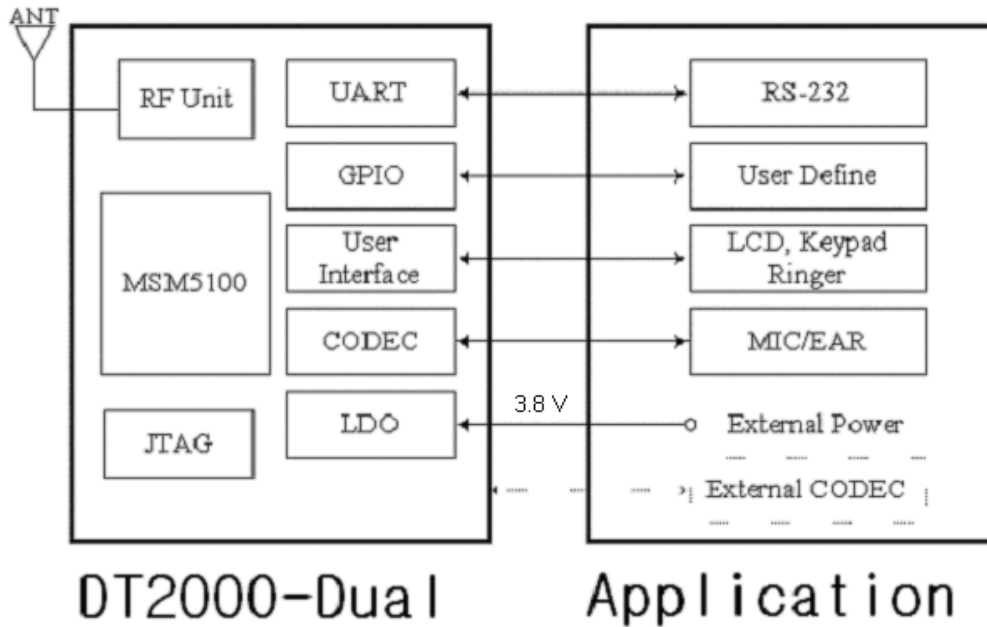 ANT
RF Unit
UART
RS-232
GPIO
User Define
MSM5100
User
Interface
LCD, Keypad
Ringer
CODEC
MIC/EAR
JTAG
LDO
3.8 V
External Power
External CODEC
DT2000-Dual
Application